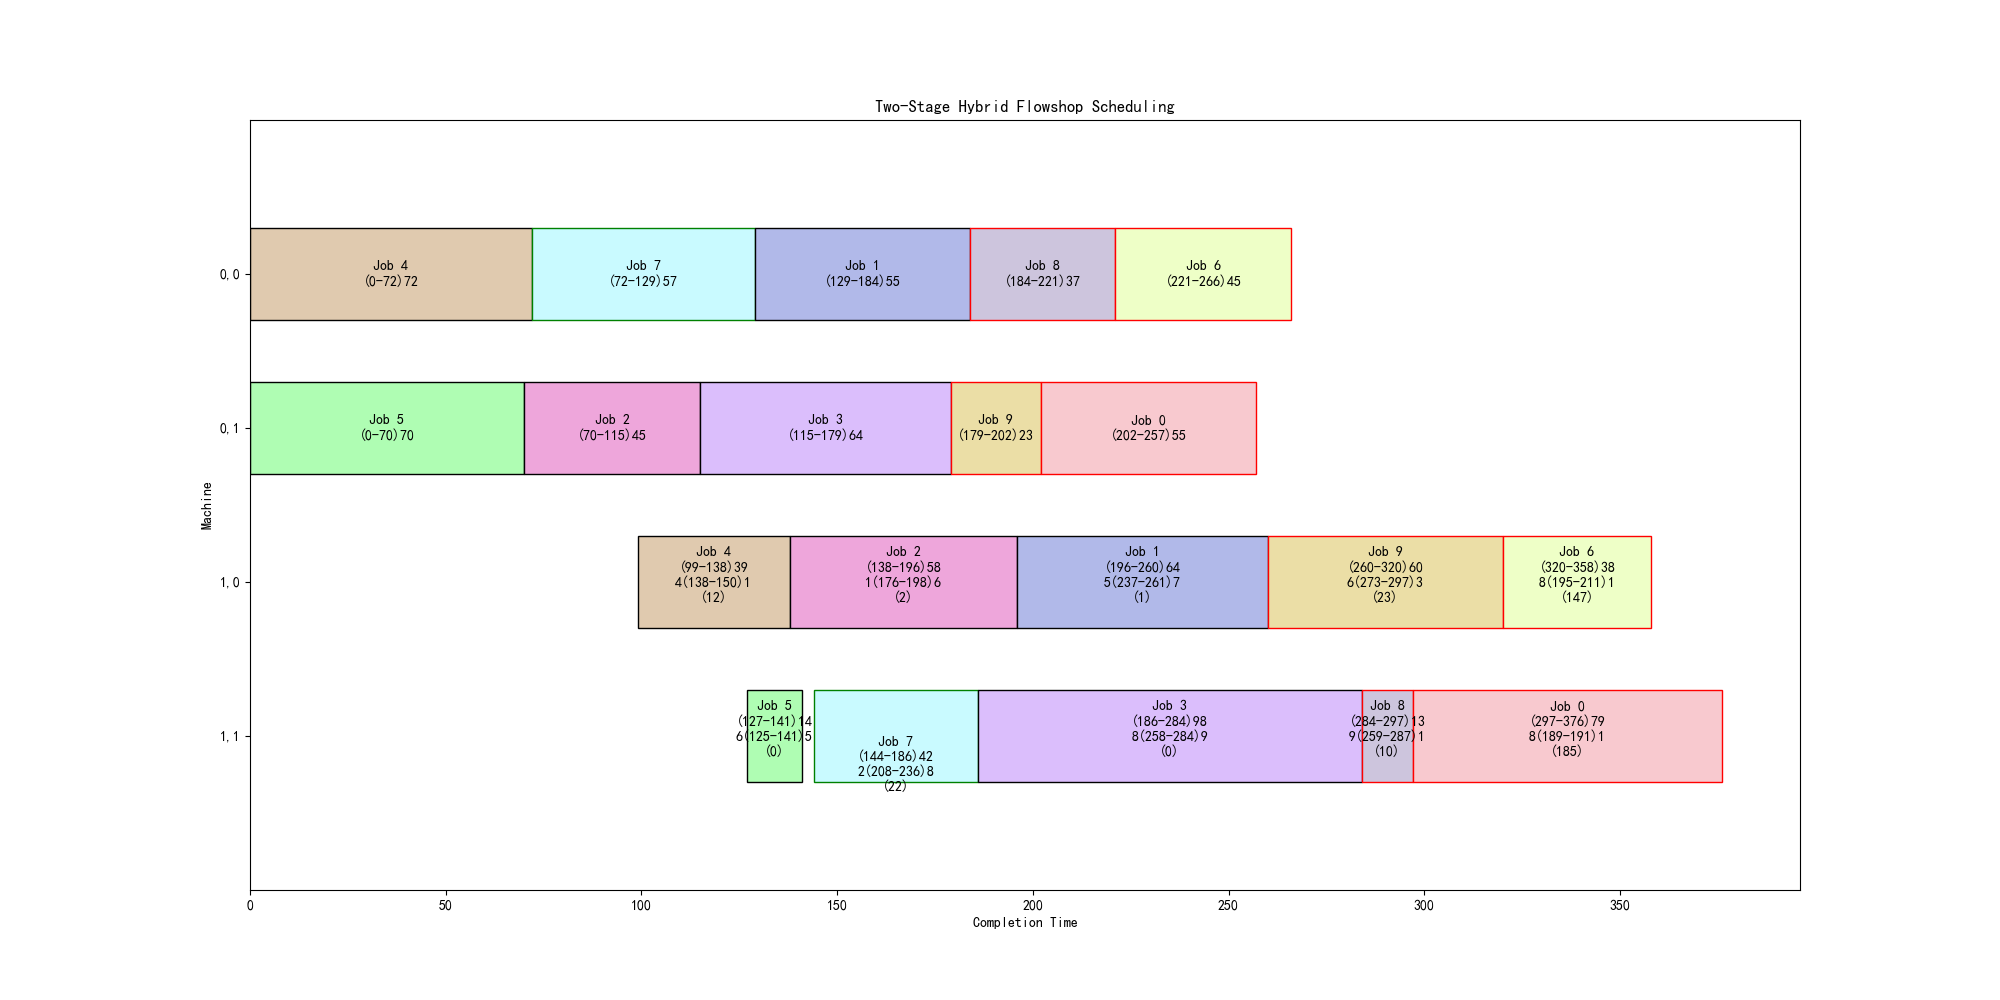 Two-Stage Hybrid Flowshop Scheduling
Machine
0,0
Job 4
(0-72)72
Job 7
(72-129)57
Job 1
(129-184)55
Job 8
(184-221)37
Job 6
(221-266)45
0,1
Job 5
(0-70)70
Job 2
(70-115)45
Job 3
(115-179)64
Job 9
(179-202)23
Job 0
(202-257)55
1,0
Job 4
(99-138)39
4(138-150)1
(12)
Job 2
(138-196)58
1(176-198)6
(2)
Job 1
(196-260)64
5(237-261)7
(1)
Job 9
(260-320)60
6(273-297)3
(23)
Job 6
(320-358)38
8(195-211)1
(147)
1,1
Job 5
(127-141)14
6(125-141)5
(0)
Job 7
(144-186)42
2(208-236)8
(22)
Job 3
(186-284)98
8(258-284)9
(0)
Job 8
(284-297)13
9(259-287)1
(10)
Job 0
(297-376)79
8(189-191)1
(185)
0 50 100 150 200 250 300 350
Completion Time